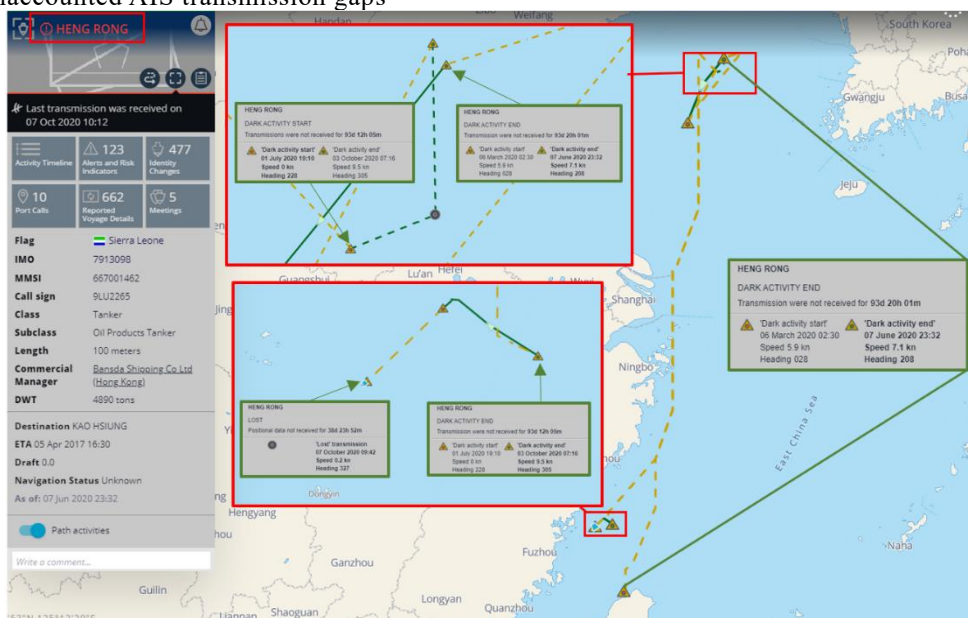 naccounted AIS transmission gaps
HENG RONG
Last transmission was received on
07 Oct 2020 10:12
Activity Timeline
123
Alerts and Risk
Indicators
477
Identity
Changes
10
Port Calls
662
Reported
Voyage Details
5
Meetings
Flag Sierra Leone
IMO 7913098
MMSI 667001462
Call sign 9LU2265
Class Tanker
Subclass Oil Products Tanker
Length 100 meters
Commercial Bansda Shipping Co Ltd
Manager (Hong Kong)
DWT 4890 tons
Destination KAO HSIUNG
ETA 05 Apr 2017 16:30
Draft 0.0
Navigation Status Unknown
As of: 07 Jun 2020 23:32
Path activities
Write a comment...
HENG RONG
DARK ACTIVITY START
Transmissions were not received for 93d 12h 05m
'Dark activity start' 'Dark activity end'
01 July 2020 19:10 03 October 2020 07:16
Speed 0 kn Speed 9.5 kn
Heading 228 Heading 305
HENG RONG
DARK ACTIVITY END
Transmission were not received for 93d 20h 01m
'Dark activity start' 'Dark activity end'
06 March 2020 02:30 07 June 2020 23:32
Speed 5.9 kn Speed 7.1 kn
Heading 028 Heading 208
HENG RONG
DARK ACTIVITY END
Transmission were not received for 93d 20h 01m
'Dark activity start' 'Dark activity end'
06 March 2020 02:30 07 June 2020 23:32
Speed 5.9 kn Speed 7.1 kn
Heading 028 Heading 208
HENG RONG
LOST
Positional data not received for 38d 23h 52m
'Lost' transmission
07 October 2020 09:42
Speed 0.2 kn
Heading 327
HENG RONG
DARK ACTIVITY END
'Dark activity start' 'Dark activity end'
01 July 2020 19:10 03 October 2020 07:16
Speed 0 kn Speed 9.5 kn
Heading 228 Heading 305
Handan
Weifang
South Korea
Gwangju
Jeju
Lu'an
Hefei
Shanghai
Ningbo
East China Sea
Dongyin
Hengyang
Fuzhou
Ganzhou
Naha
Guilin
Longyan
Shaoguan
Quanzhou